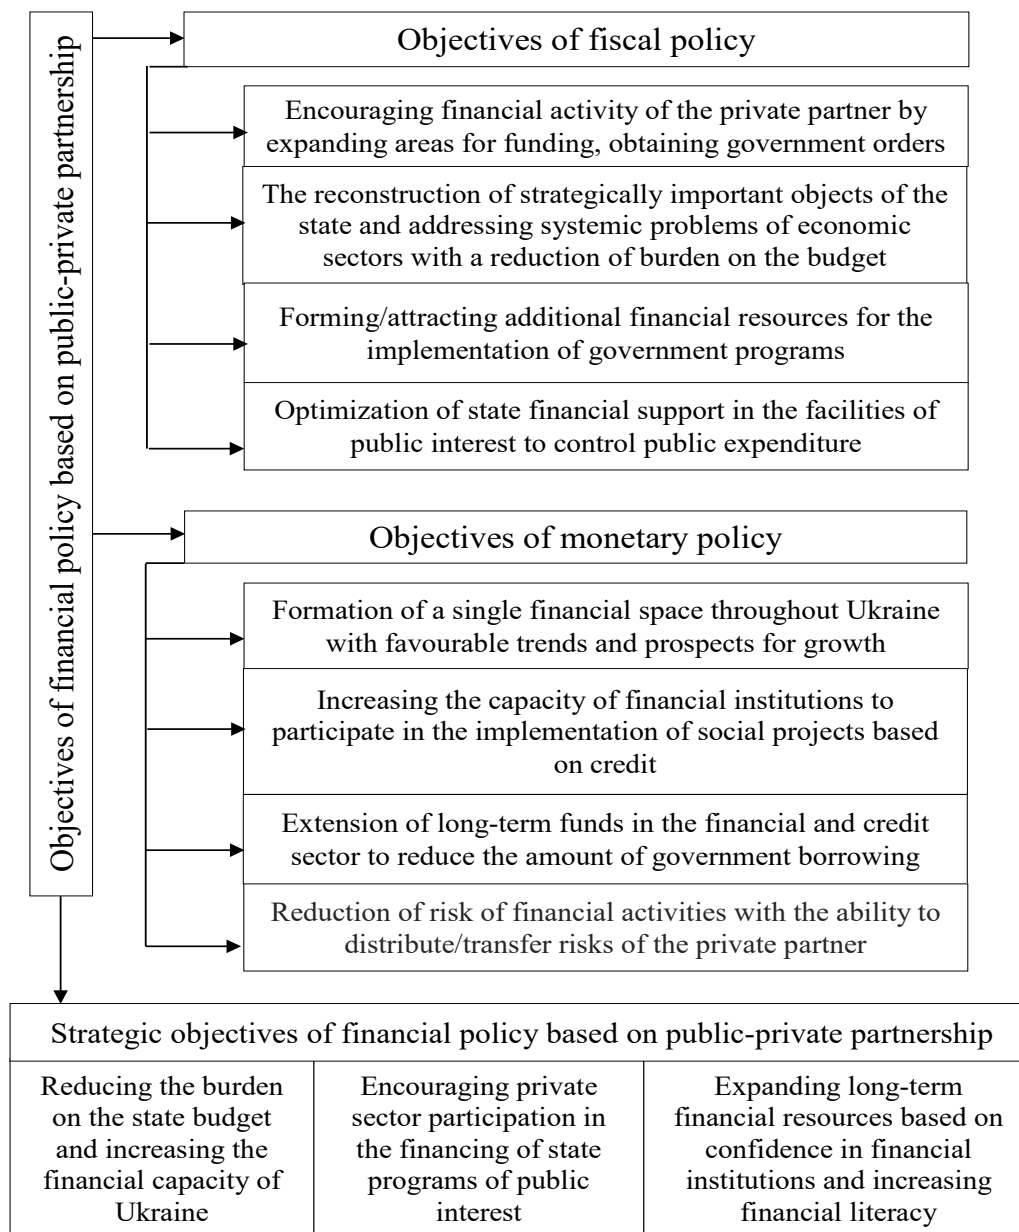 Objectives of financial policy based on public-private partnership
Objectives of fiscal policy
Encouraging financial activity of the private partner by
expanding areas for funding, obtaining government orders
The reconstruction of strategically important objects of the
state and addressing systemic problems of economic
sectors with a reduction of burden on the budget
Forming/attracting additional financial resources for the
implementation of government programs
Optimization of state financial support in the facilities of
public interest to control public expenditure
Objectives of monetary policy
Formation of a single financial space throughout Ukraine
with favourable trends and prospects for growth
Increasing the capacity of financial institutions to
participate in the implementation of social projects based
on credit
Extension of long-term funds in the financial and credit
sector to reduce the amount of government borrowing
Reduction of risk of financial activities with the ability to
distribute/transfer risks of the private partner
Strategic objectives of financial policy based on public-private partnership
Reducing the burden
on the state budget
and increasing the
financial capacity of
Ukraine
Encouraging private
sector participation in
the financing of state
programs of public
interest
Expanding long-term
financial resources based on
confidence in financial
institutions and increasing
financial literacy